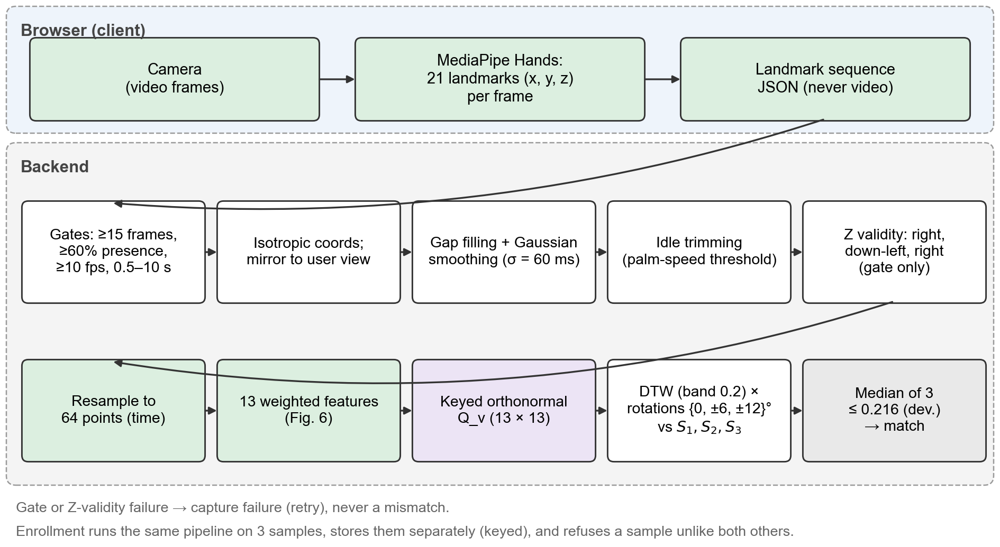 Browser (client)
Camera
(video frames)
MediaPipe Hands:
21 landmarks (x, y, z)
per frame
Landmark sequence
JSON (never video)
Backend
Gates: ≥15 frames,
≥60% presence,
≥10 fps, 0.5–10 s
Isotropic coords;
mirror to user view
Gap filling + Gaussian
smoothing (σ = 60 ms)
Idle trimming
(palm-speed threshold)
Z validity: right,
down-left, right
(gate only)
Resample to
64 points (time)
13 weighted features
(Fig. 6)
Keyed orthonormal
Q_v (13 × 13)
DTW (band 0.2) ×
rotations {0, ±6, ±12}°
vs S₁, S₂, S₃
Median of 3
≤ 0.216 (dev.)
→ match
Gate or Z-validity failure → capture failure (retry), never a mismatch.
Enrollment runs the same pipeline on 3 samples, stores them separately (keyed), and refuses a sample unlike both others.